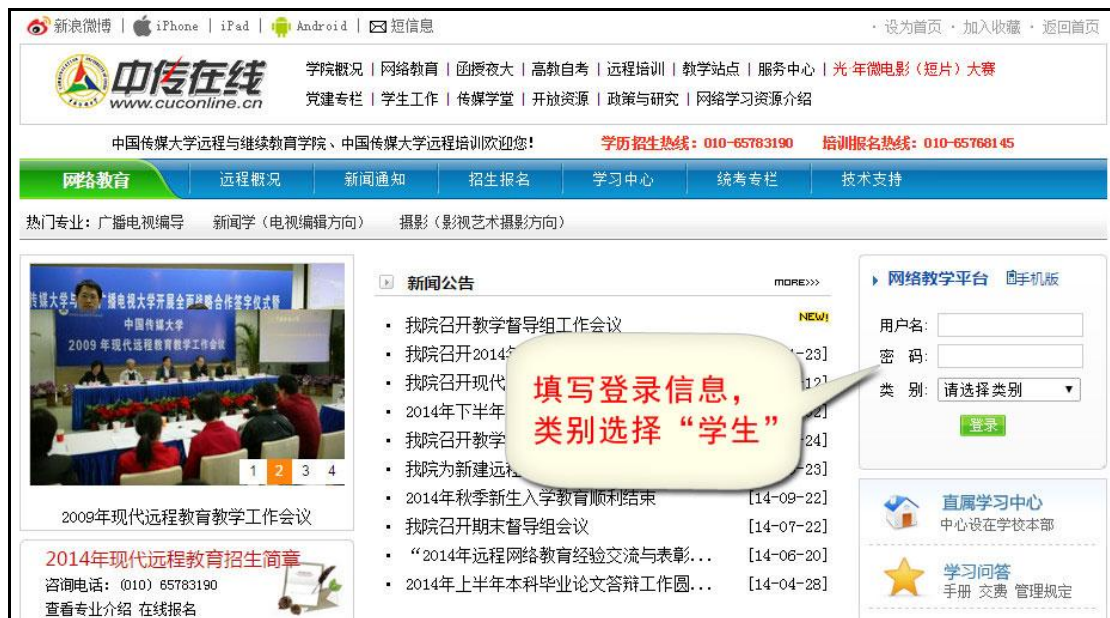 新浪微博 | iPhone | iPad | Android | 短信息
· 设为首页 · 加入收藏 · 返回首页
中传在线
www.cuconline.cn
学院概况 | 网络教育 | 函授夜大 | 高教自考 | 远程培训 | 教学站点 | 服务中心 | 光年微电影（短片）大赛
党建专栏 | 学生工作 | 传媒学堂 | 开放资源 | 政策与研究 | 网络学习资源介绍
中国传媒大学远程与继续教育学院、中国传媒大学远程培训欢迎您! 学历招生热线: 010-65783190 培训报名热线: 010-65768145
网络教育 远程概况 新闻通知 招生报名 学习中心 统考专栏 技术支持
热门专业: 广播电视编导 新闻学（电视编辑方向） 摄影（影视艺术摄影方向）
广播电视大学开展全面战略合作签字仪式暨
中国传媒大学
2009 年现代远程教育教学工作会议
1 2 3 4
2009年现代远程教育教学工作会议
2014年现代远程教育招生简章
咨询电话: (010) 65783190
查看专业介绍 在线报名
新闻公告 MORE>>>
· 我院召开教学督导组工作会议 NEW!
· 我院召开2014 -23]
· 我院召开现代 -12]
· 2014年下半年
· 我院召开教学 -24]
· 我院为新建远程 -23]
· 2014年秋季新生入学教育顺利结束 [14-09-22]
· 我院召开期末督导组会议 [14-07-22]
· “2014年远程网络教育经验交流与表彰... [14-06-20]
· 2014年上半年本科毕业论文答辩工作圆... [14-04-28]
填写登录信息，
类别选择“学生”
网络教学平台 手机版
用户名:
密 码:
类 别: 请选择类别
登录
直属学习中心
中心设在学校本部
学习问答
手册 交费 管理规定